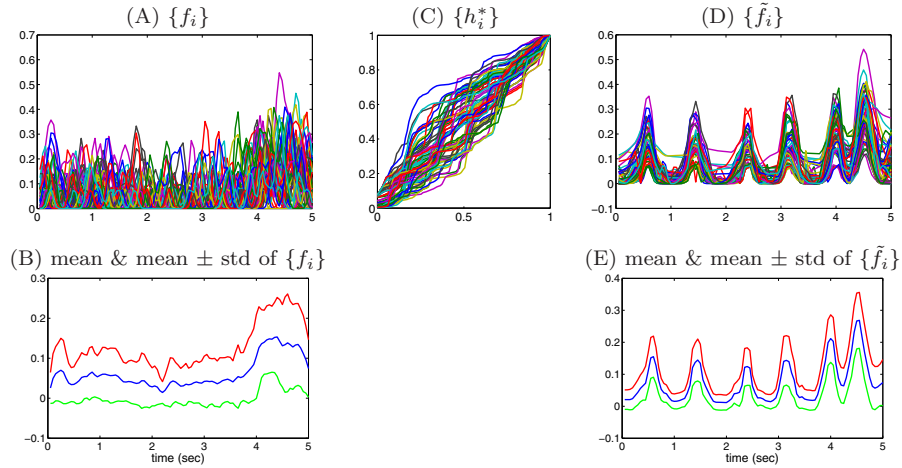 (A) {f_i}
(C) {h_i^*}
(D) {\tilde{f}_i}
0.7
0.6
0.5
0.4
0.3
0.2
0.1
0
0 1 2 3 4 5
1
0.8
0.6
0.4
0.2
0
0 0.5 1
0.6
0.5
0.4
0.3
0.2
0.1
0
−0.1
0 1 2 3 4 5
(B) mean & mean ± std of {f_i}
(E) mean & mean ± std of {\tilde{f}_i}
0.3
0.2
0.1
0
−0.1
0 1 2 3 4 5
time (sec)
0.4
0.3
0.2
0.1
0
−0.1
0 1 2 3 4 5
time (sec)